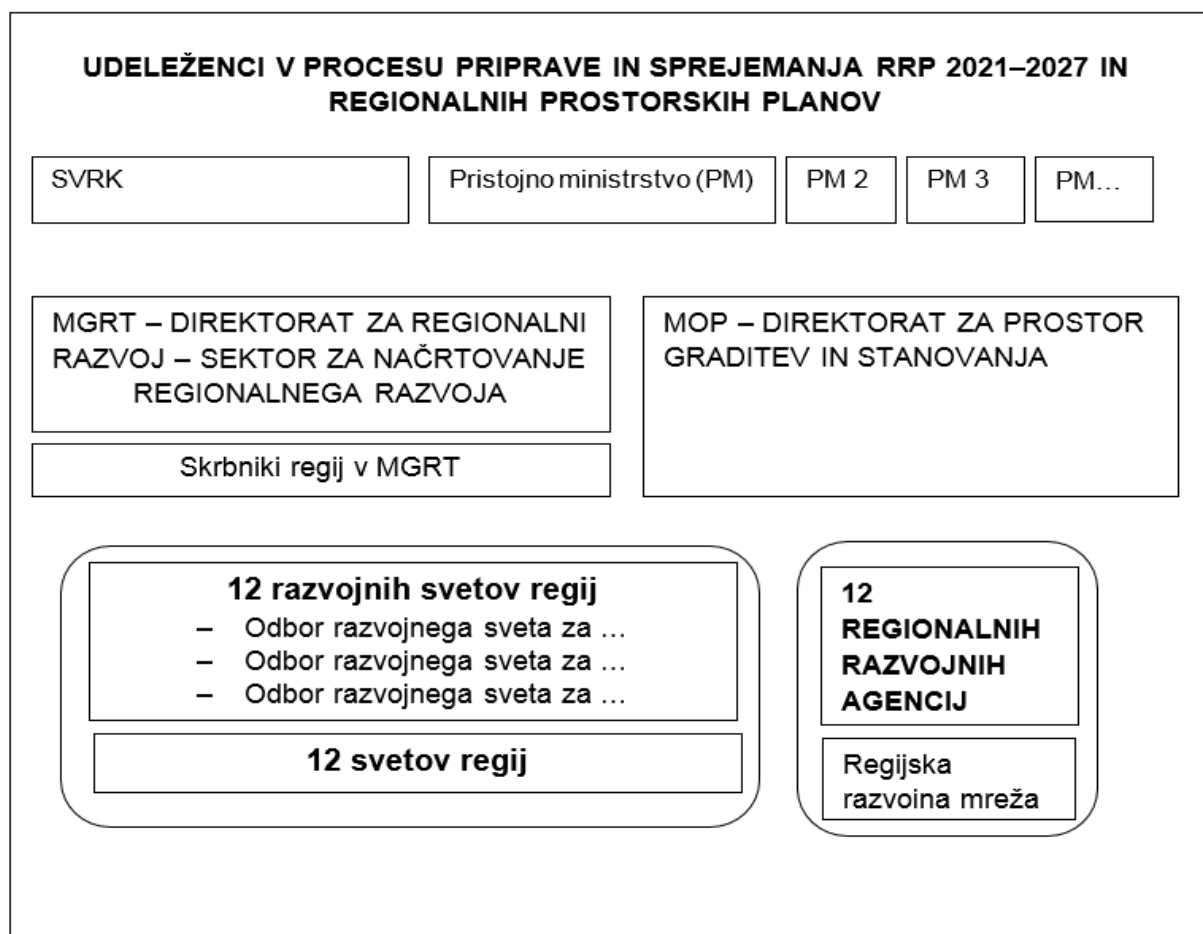 UDELEŽENCI V PROCESU PRIPRAVE IN SPREJEMANJA RRP 2021–2027 IN
REGIONALNIH PROSTORSKIH PLANOV
SVRK
Pristojno ministrstvo (PM)
PM 2
PM 3
PM…
MGRT – DIREKTORAT ZA REGIONALNI
RAZVOJ – SEKTOR ZA NAČRTOVANJE
REGIONALNEGA RAZVOJA
Skrbniki regij v MGRT
MOP – DIREKTORAT ZA PROSTOR
GRADITEV IN STANOVANJA
12 razvojnih svetov regij
– Odbor razvojnega sveta za …
– Odbor razvojnega sveta za …
– Odbor razvojnega sveta za …
12 svetov regij
12
REGIONALNIH
RAZVOJNIH
AGENCIJ
Regijska
razvojna mreža